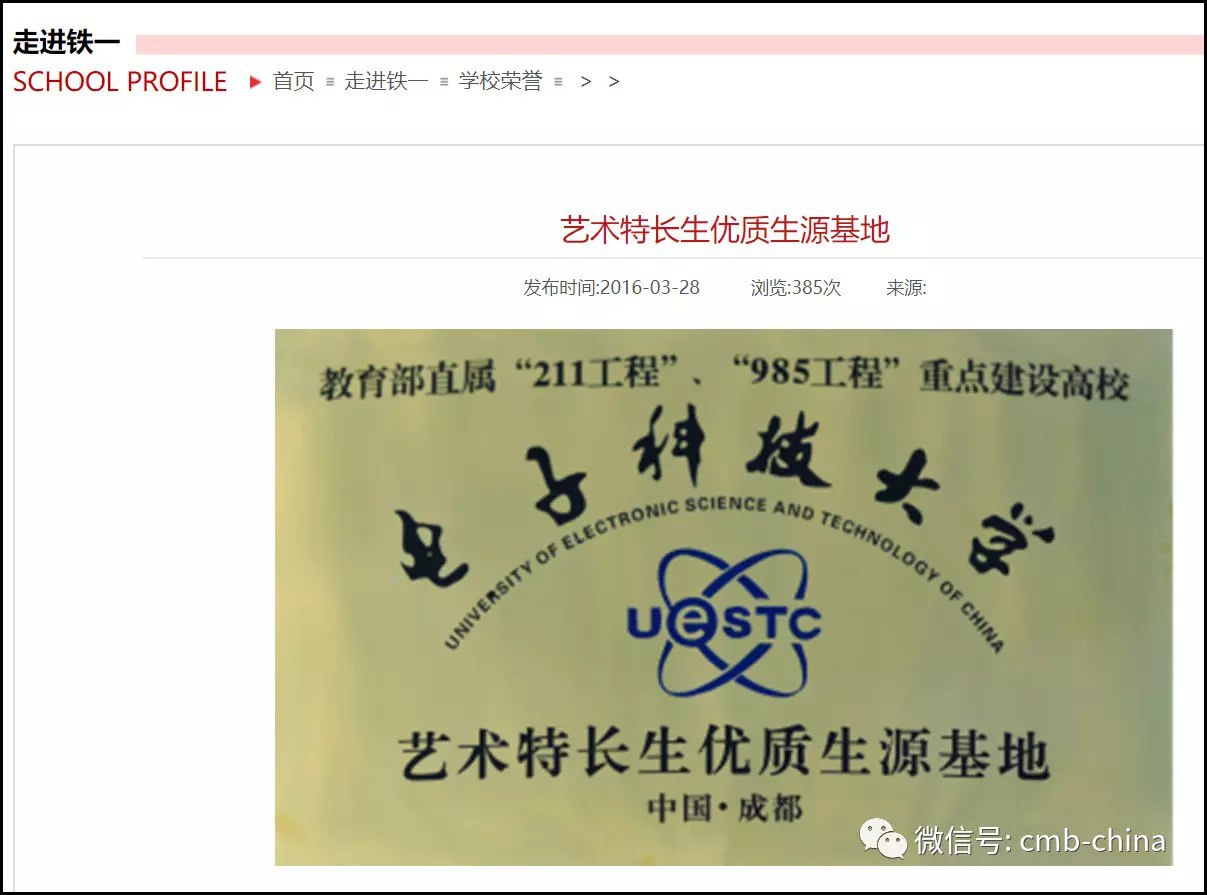 走进铁一
SCHOOL PROFILE ▶ 首页 ≡ 走进铁一 ≡ 学校荣誉 ≡ > >
艺术特长生优质生源基地
发布时间:2016-03-28 浏览:385次 来源:
教育部直属“211工程”、“985工程”重点建设高校
电子科技大学
UNIVERSITY OF ELECTRONIC SCIENCE AND TECHNOLOGY OF CHINA
UeSTC
艺术特长生优质生源基地
中国·成都
微信号: cmb-china